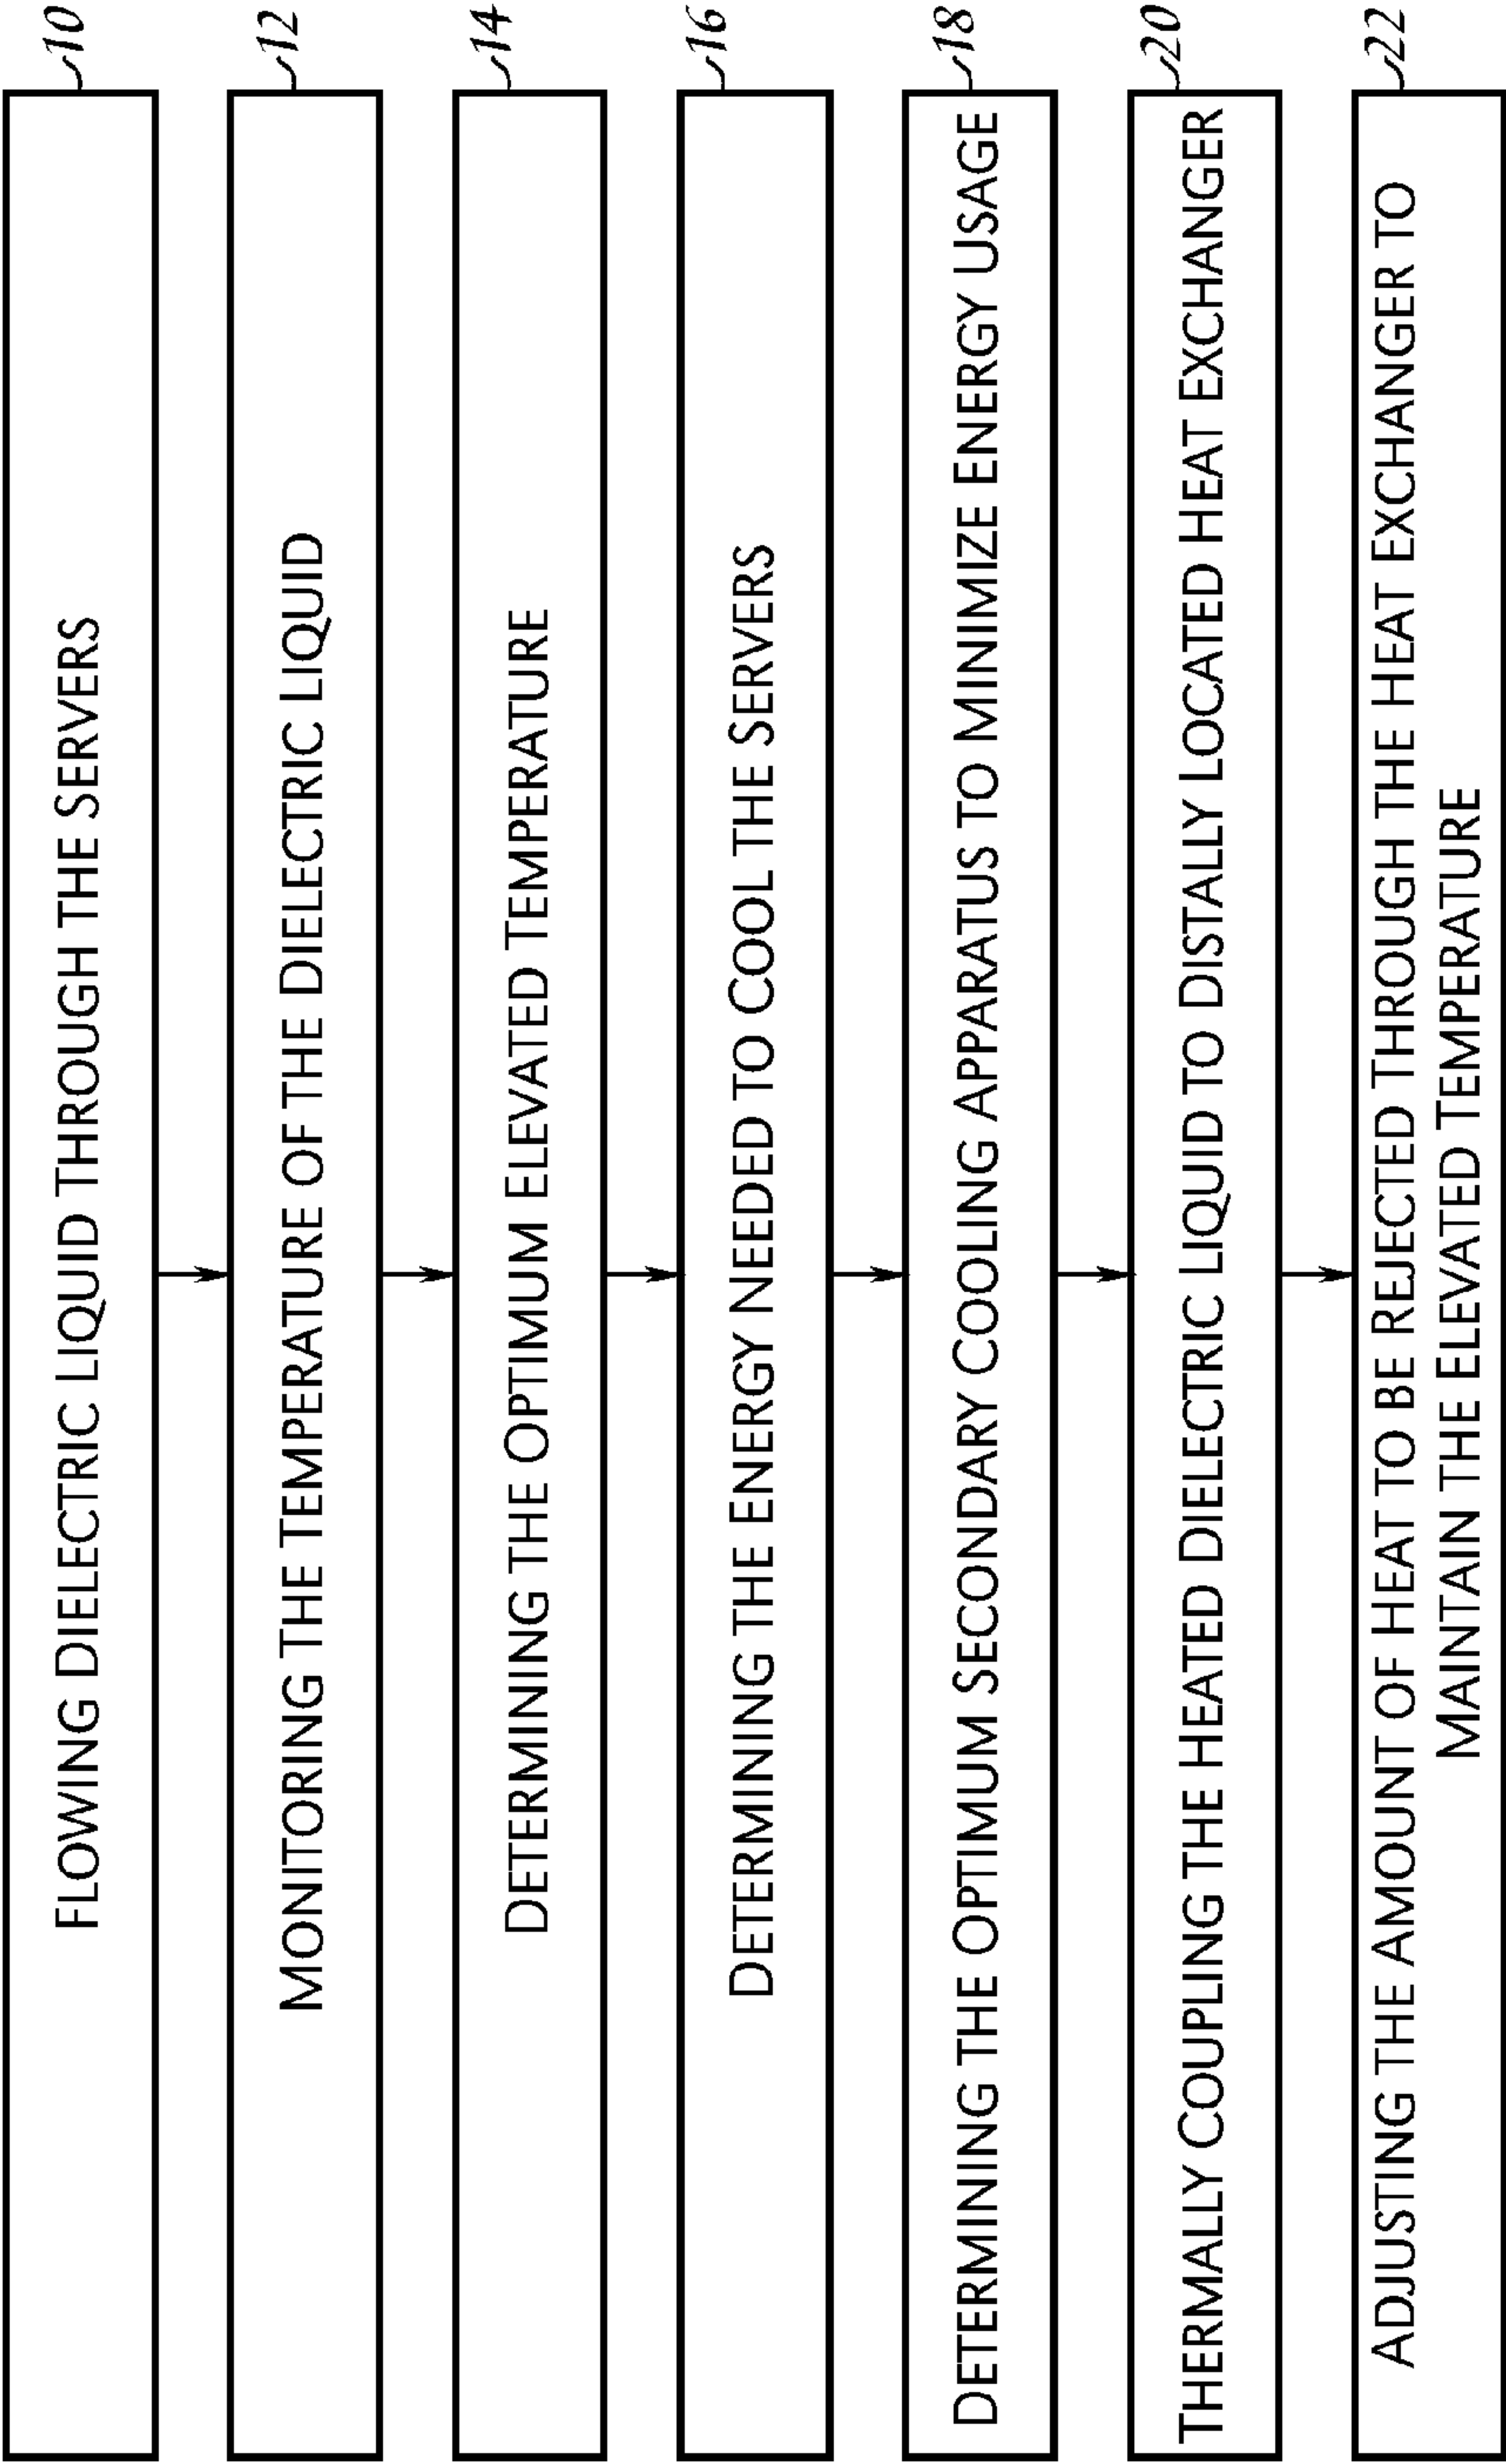 FLOWING DIELECTRIC LIQUID THROUGH THE SERVERS
10
MONITORING THE TEMPERATURE OF THE DIELECTRIC LIQUID
12
DETERMINING THE OPTIMUM ELEVATED TEMPERATURE
14
DETERMINING THE ENERGY NEEDED TO COOL THE SERVERS
16
DETERMINING THE OPTIMUM SECONDARY COOLING APPARATUS TO MINIMIZE ENERGY USAGE
18
THERMALLY COUPLING THE HEATED DIELECTRIC LIQUID TO DISTALLY LOCATED HEAT EXCHANGER
20
ADJUSTING THE AMOUNT OF HEAT TO BE REJECTED THROUGH THE HEAT EXCHANGER TO
MAINTAIN THE ELEVATED TEMPERATURE
22